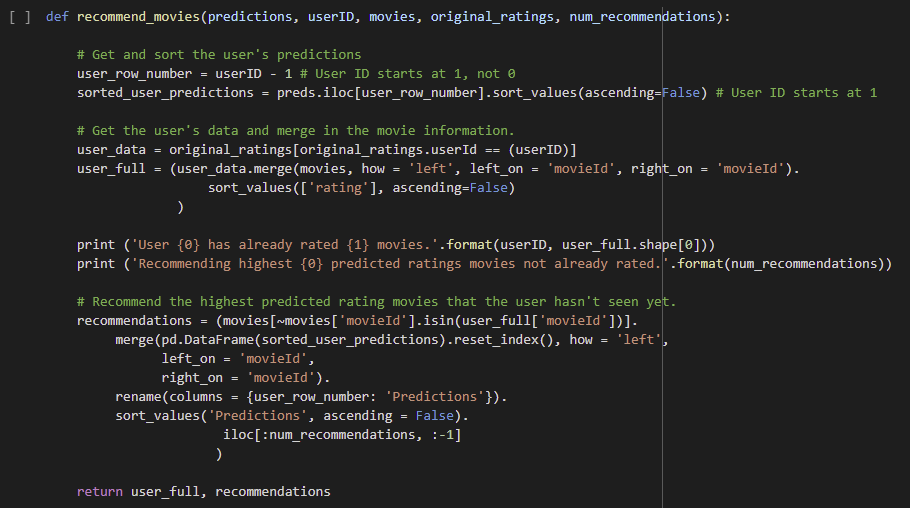 [ ] def recommend_movies(predictions, userID, movies, original_ratings, num_recommendations):
# Get and sort the user's predictions
user_row_number = userID - 1 # User ID starts at 1, not 0
sorted_user_predictions = preds.iloc[user_row_number].sort_values(ascending=False) # User ID starts at 1
# Get the user's data and merge in the movie information.
user_data = original_ratings[original_ratings.userId == (userID)]
user_full = (user_data.merge(movies, how = 'left', left_on = 'movieId', right_on = 'movieId').
sort_values(['rating'], ascending=False)
)
print ('User {0} has already rated {1} movies.'.format(userID, user_full.shape[0]))
print ('Recommending highest {0} predicted ratings movies not already rated.'.format(num_recommendations))
# Recommend the highest predicted rating movies that the user hasn't seen yet.
recommendations = (movies[~movies['movieId'].isin(user_full['movieId'])].
merge(pd.DataFrame(sorted_user_predictions).reset_index(), how = 'left',
left_on = 'movieId',
right_on = 'movieId').
rename(columns = {user_row_number: 'Predictions'}).
sort_values('Predictions', ascending = False).
iloc[:num_recommendations, :-1]
)
return user_full, recommendations